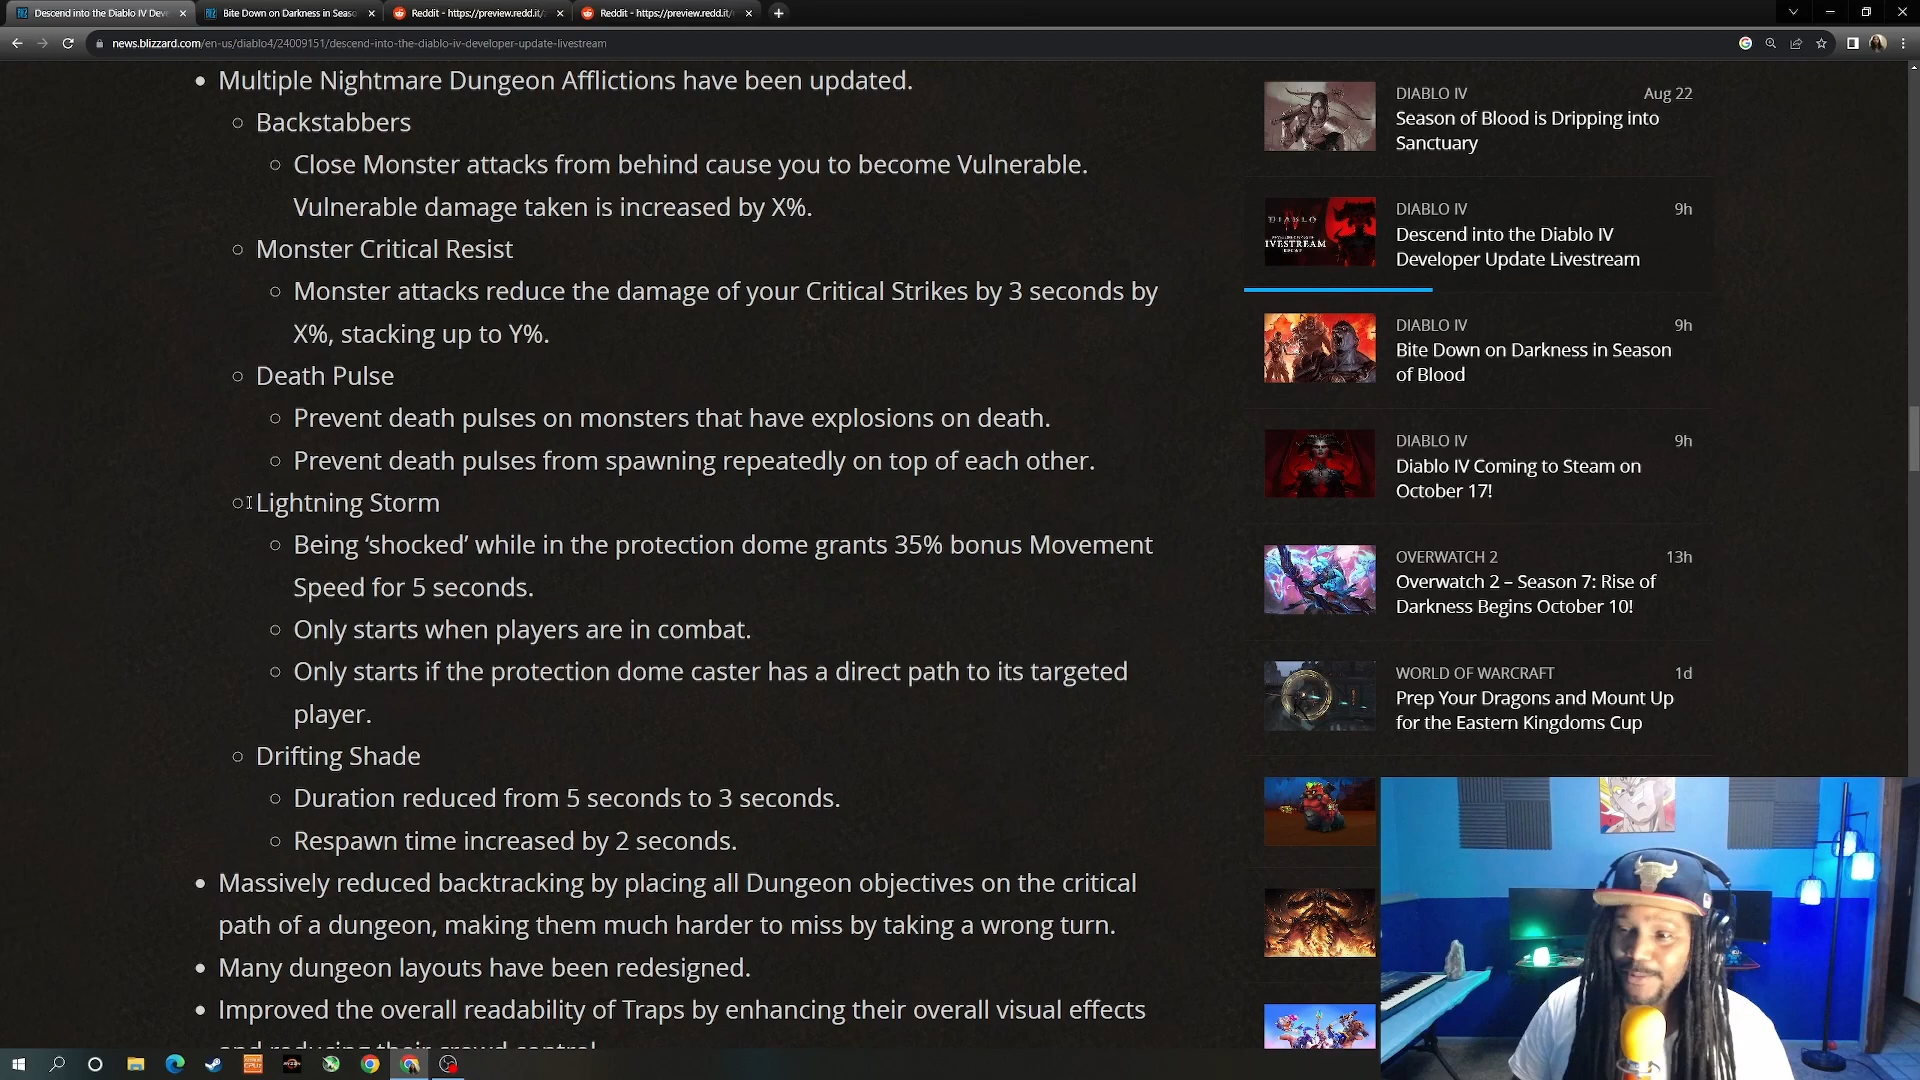 Descend into the Diablo IV Dev
Bite Down on Darkness in Seaso
Reddit - https://preview.redd.it/
Reddit - https://preview.redd.it/
news.blizzard.com/en-us/diablo4/24009151/descend-into-the-diablo-iv-developer-update-livestream
Multiple Nightmare Dungeon Afflictions have been updated.
Backstabbers
Close Monster attacks from behind cause you to become Vulnerable.
Vulnerable damage taken is increased by X%.
Monster Critical Resist
Monster attacks reduce the damage of your Critical Strikes by 3 seconds by
X%, stacking up to Y%.
Death Pulse
Prevent death pulses on monsters that have explosions on death.
Prevent death pulses from spawning repeatedly on top of each other.
Lightning Storm
Being ‘shocked’ while in the protection dome grants 35% bonus Movement
Speed for 5 seconds.
Only starts when players are in combat.
Only starts if the protection dome caster has a direct path to its targeted
player.
Drifting Shade
Duration reduced from 5 seconds to 3 seconds.
Respawn time increased by 2 seconds.
Massively reduced backtracking by placing all Dungeon objectives on the critical
path of a dungeon, making them much harder to miss by taking a wrong turn.
Many dungeon layouts have been redesigned.
Improved the overall readability of Traps by enhancing their overall visual effects
and reducing their crowd control
DIABLO IV Aug 22
Season of Blood is Dripping into
Sanctuary
DIABLO
IVESTREAM
DIABLO IV 9h
Descend into the Diablo IV
Developer Update Livestream
DIABLO IV 9h
Bite Down on Darkness in Season
of Blood
DIABLO IV 9h
Diablo IV Coming to Steam on
October 17!
OVERWATCH 2 13h
Overwatch 2 – Season 7: Rise of
Darkness Begins October 10!
WORLD OF WARCRAFT 1d
Prep Your Dragons and Mount Up
for the Eastern Kingdoms Cup